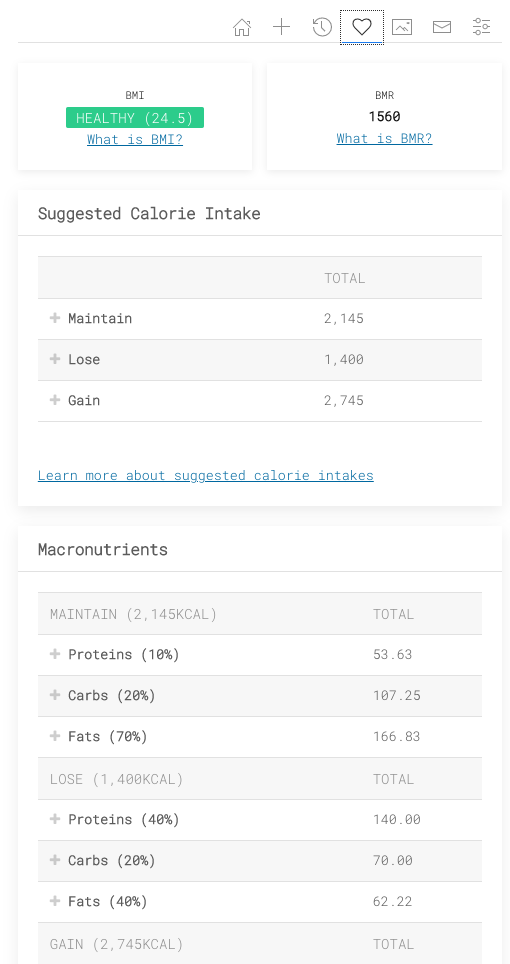 BMI
HEALTHY (24.5)
What is BMI?
BMR
1560
What is BMR?
Suggested Calorie Intake
TOTAL
Maintain 2,145
Lose 1,400
Gain 2,745
Learn more about suggested calorie intakes
Macronutrients
MAINTAIN (2,145KCAL) TOTAL
Proteins (10%) 53.63
Carbs (20%) 107.25
Fats (70%) 166.83
LOSE (1,400KCAL) TOTAL
Proteins (40%) 140.00
Carbs (20%) 70.00
Fats (40%) 62.22
GAIN (2,745KCAL) TOTAL